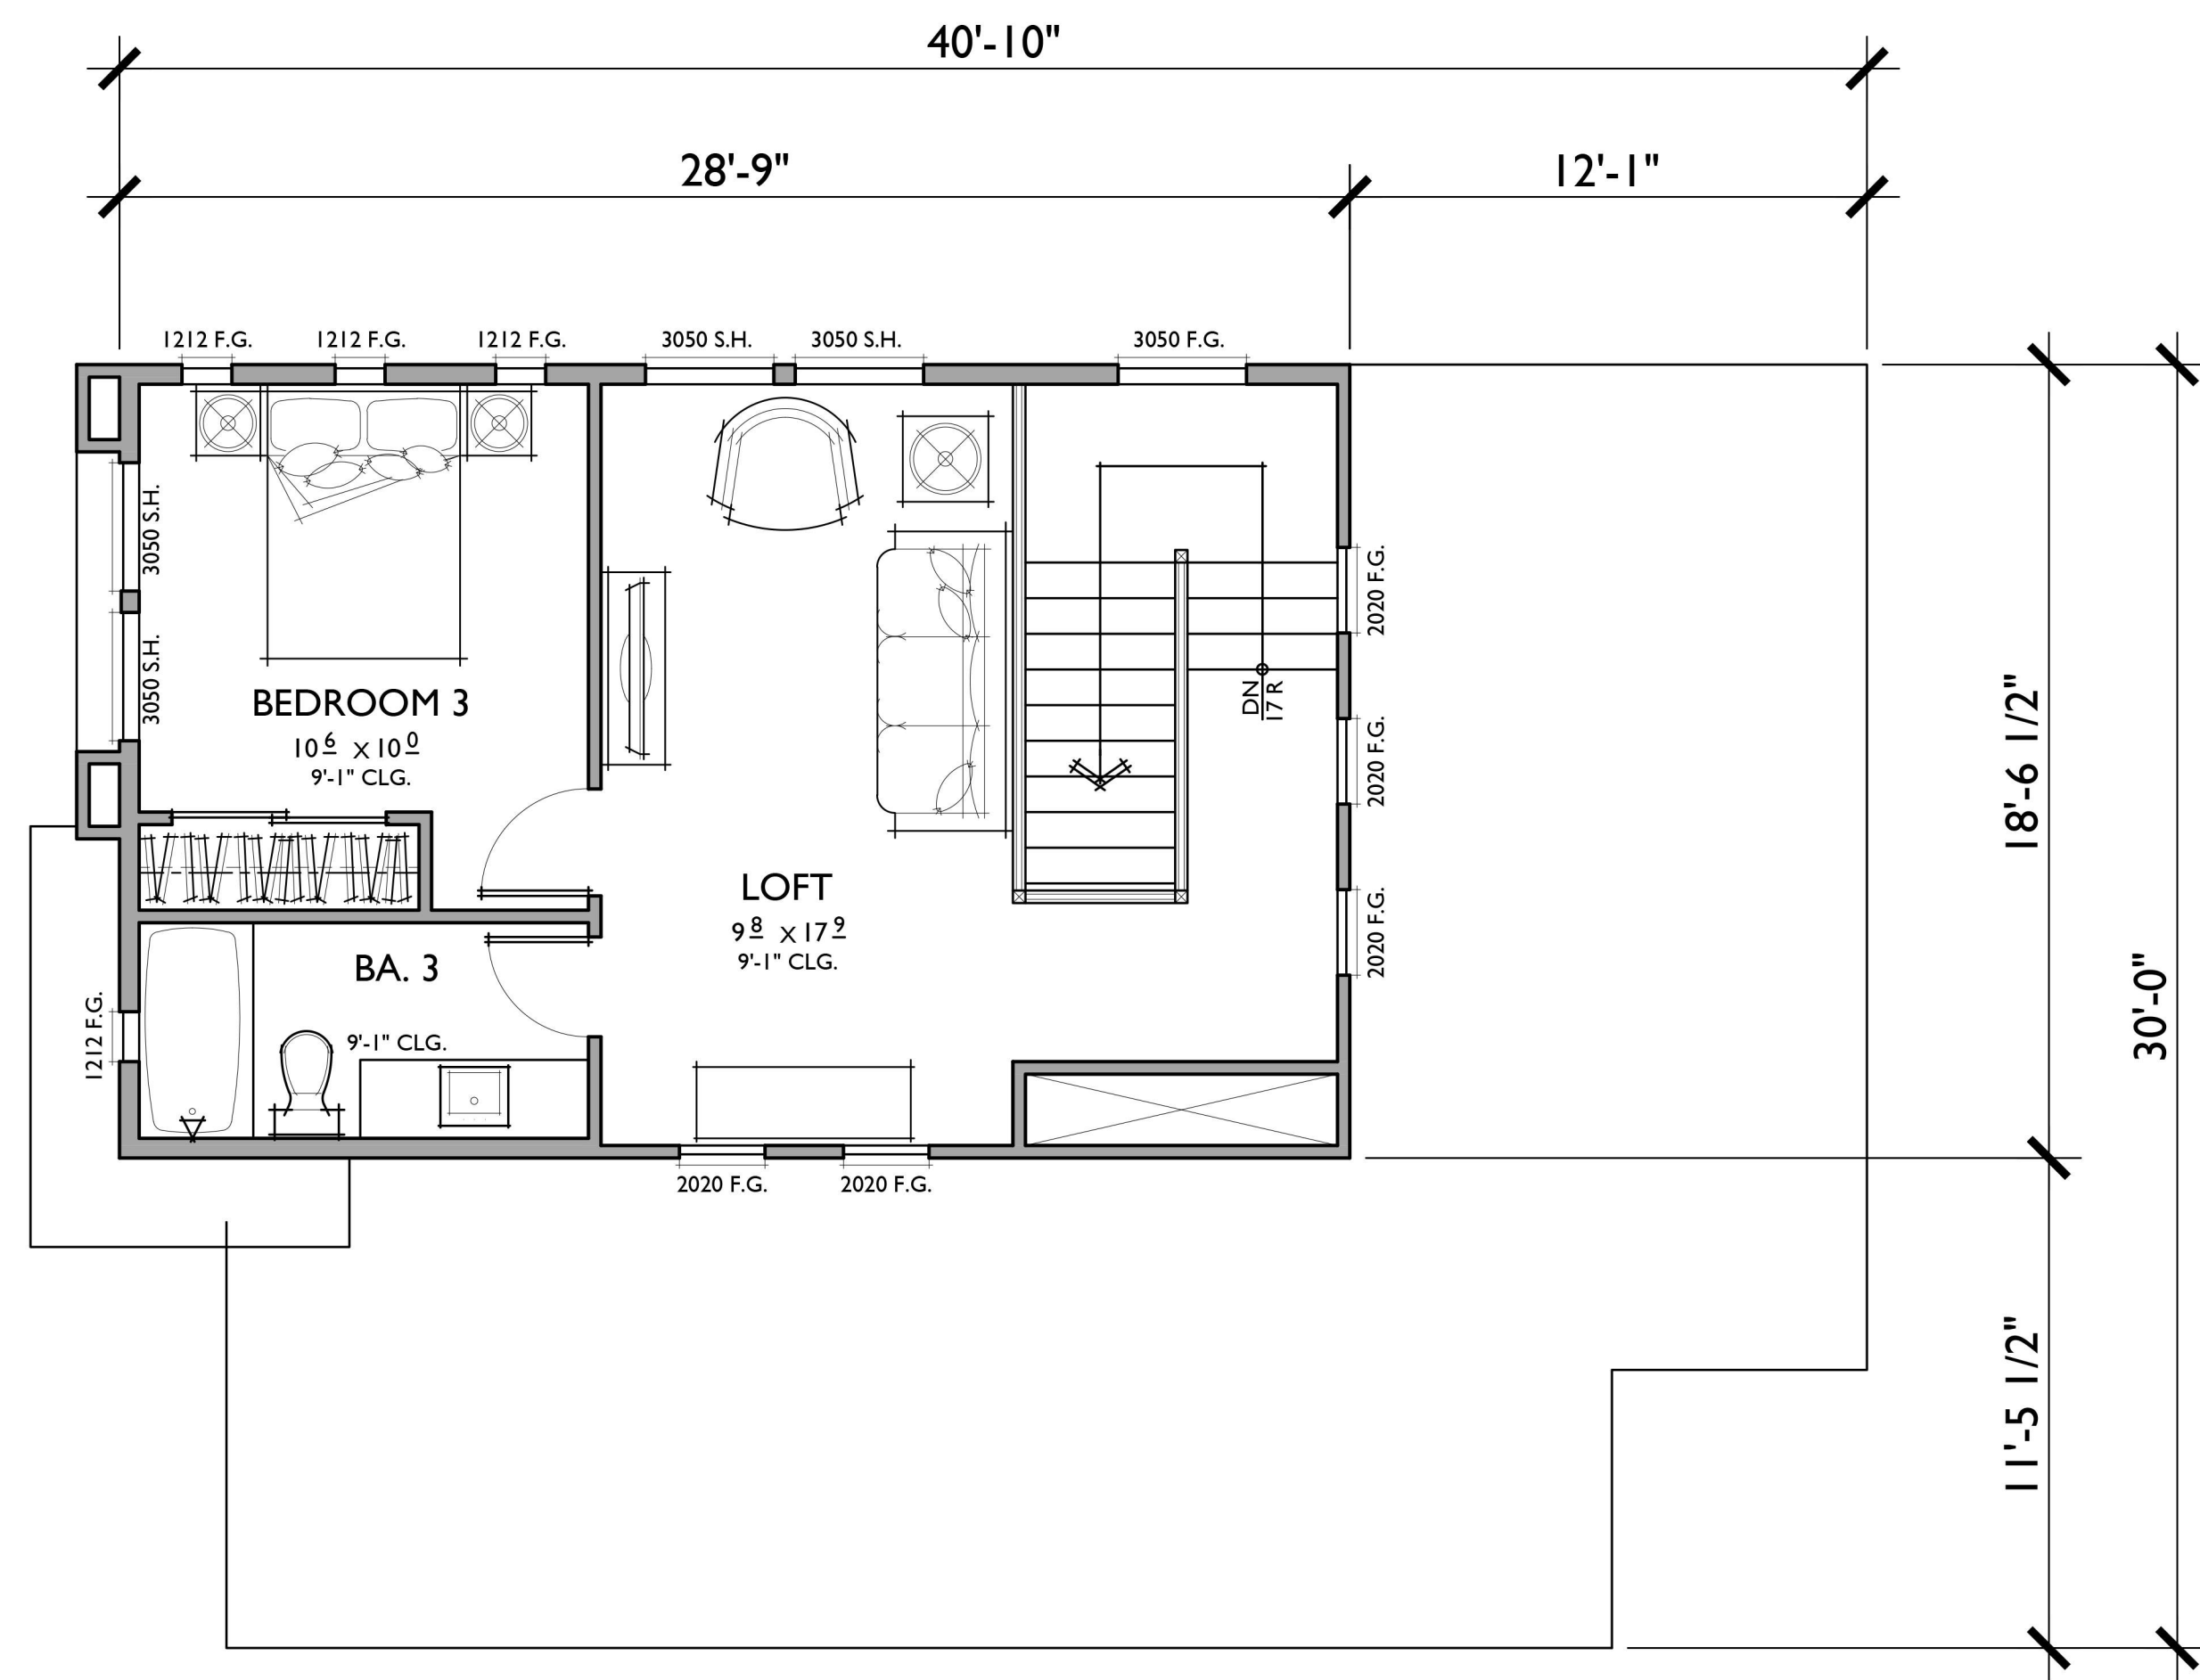 40'-10"
28'-9"
12'-1"
1212 F.G.
1212 F.G.
1212 F.G.
3050 S.H.
3050 S.H.
3050 F.G.
3050 S.H.
3050 S.H.
2020 F.G.
2020 F.G.
2020 F.G.
DN
17 R
BEDROOM 3
10 6 X 10 0
9'-1" CLG.
LOFT
9 8 X 17 9
9'-1" CLG.
BA. 3
9'-1" CLG.
1212 F.G.
2020 F.G.
2020 F.G.
18'-6 1/2"
30'-0"
11'-5 1/2"